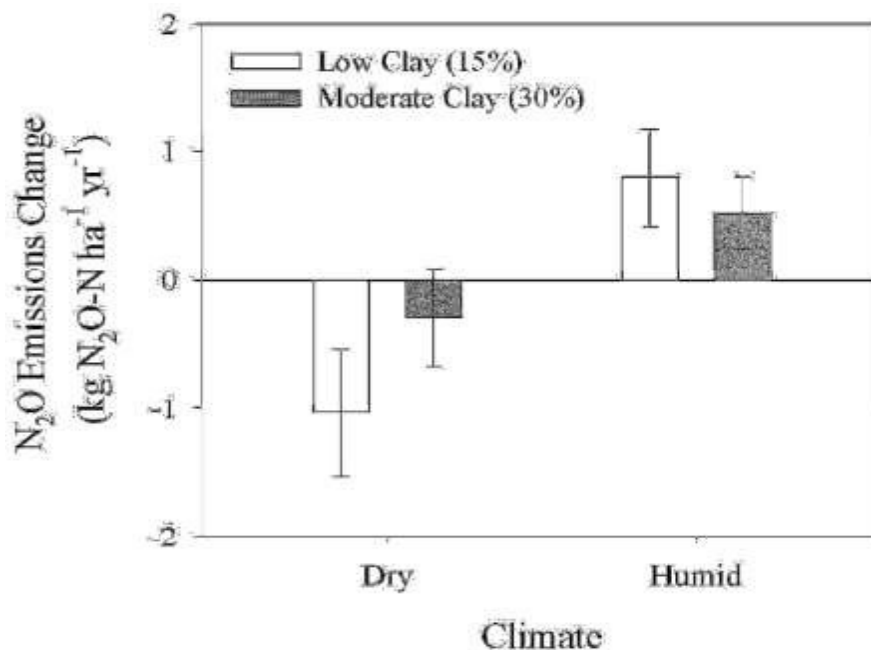 2
Low Clay (15%)
Moderate Clay (30%)
1
0
-1
-2
N₂O Emissions Change
(kg N₂O-N ha⁻¹ yr⁻¹)
Dry Humid
Climate